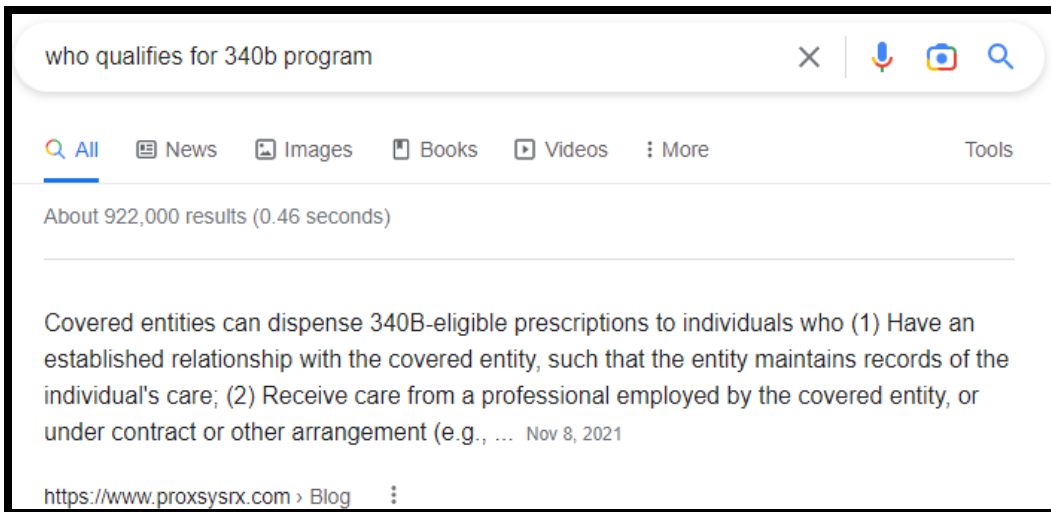 who qualifies for 340b program
All News Images Books Videos More Tools
About 922,000 results (0.46 seconds)
Covered entities can dispense 340B-eligible prescriptions to individuals who (1) Have an
established relationship with the covered entity, such that the entity maintains records of the
individual's care; (2) Receive care from a professional employed by the covered entity, or
under contract or other arrangement (e.g., ... Nov 8, 2021
https://www.proxsysrx.com › Blog